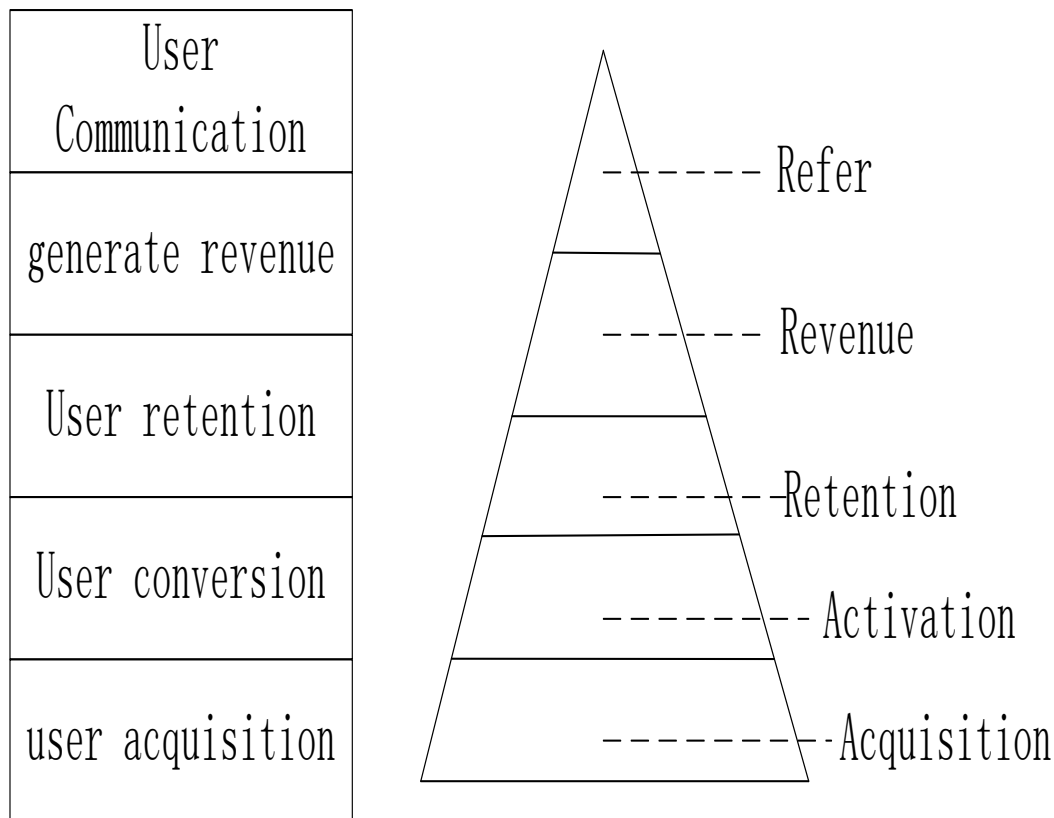 User
Communication
generate revenue
User retention
User conversion
user acquisition
Refer
Revenue
Retention
Activation
Acquisition